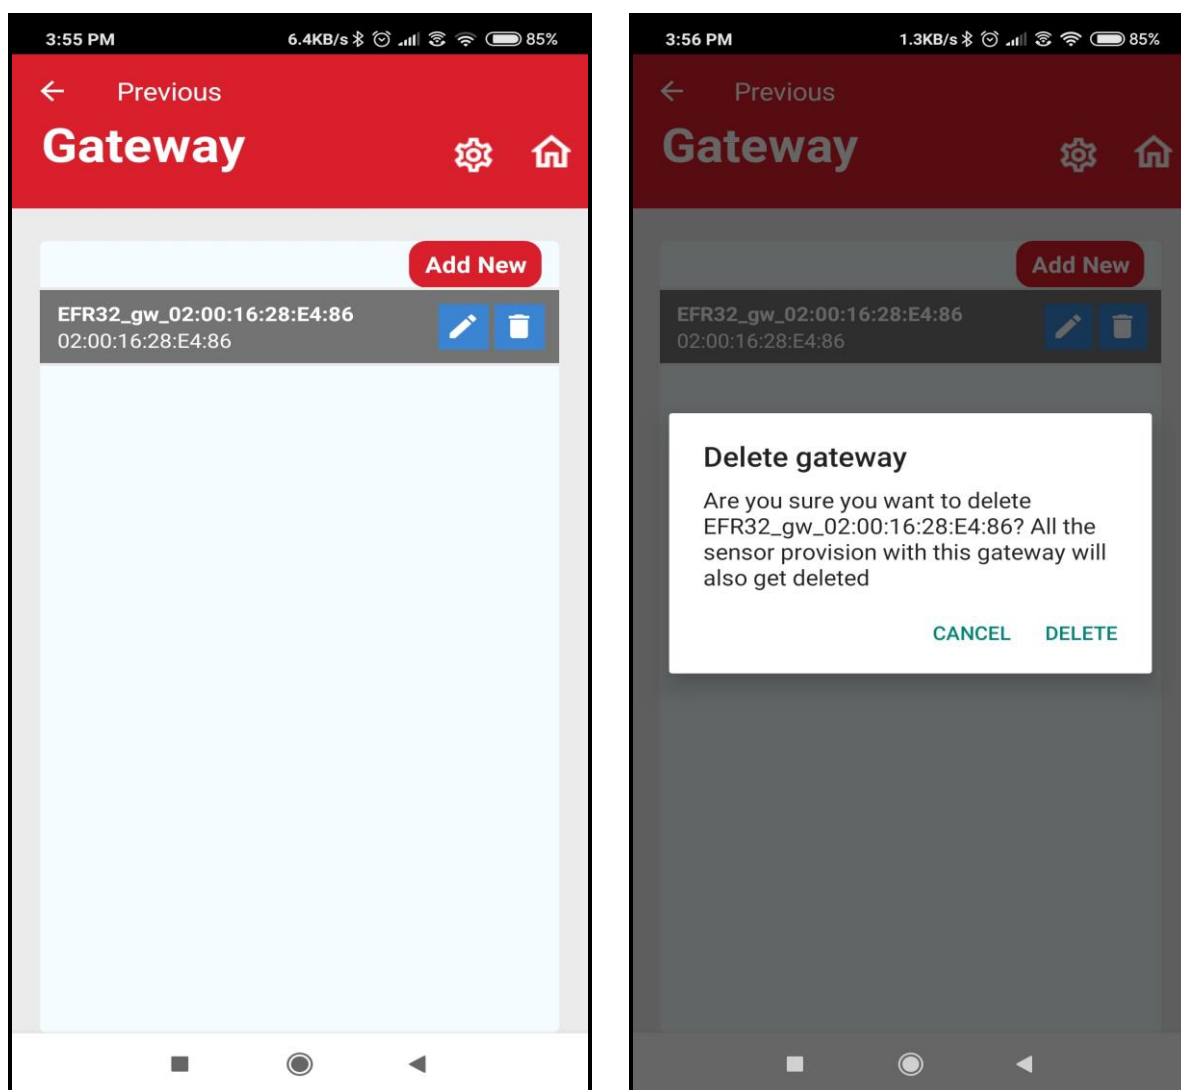 3:55 PM 6.4KB/s 85%
Previous
Gateway
Add New
EFR32_gw_02:00:16:28:E4:86
02:00:16:28:E4:86
3:56 PM 1.3KB/s 85%
Previous
Gateway
Add New
EFR32_gw_02:00:16:28:E4:86
02:00:16:28:E4:86
Delete gateway
Are you sure you want to delete
EFR32_gw_02:00:16:28:E4:86? All the
sensor provision with this gateway will
also get deleted
CANCEL DELETE